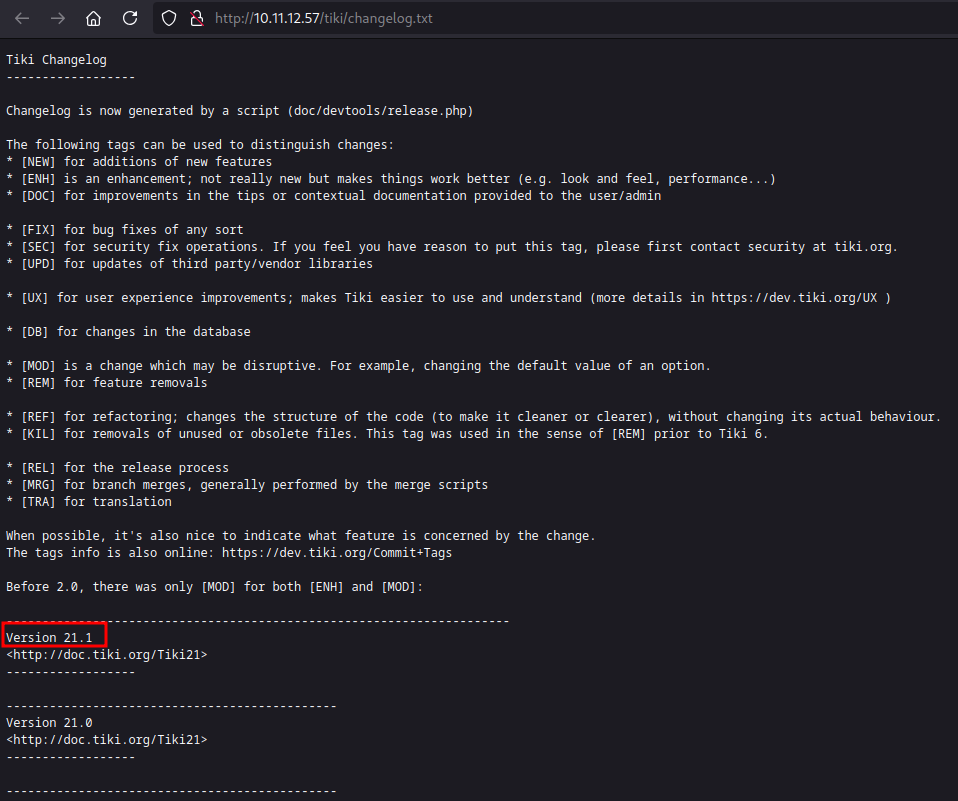 http://10.11.12.57/tiki/changelog.txt
Tiki Changelog
------------------
Changelog is now generated by a script (doc/devtools/release.php)
The following tags can be used to distinguish changes:
* [NEW] for additions of new features
* [ENH] is an enhancement; not really new but makes things work better (e.g. look and feel, performance...)
* [DOC] for improvements in the tips or contextual documentation provided to the user/admin
* [FIX] for bug fixes of any sort
* [SEC] for security fix operations. If you feel you have reason to put this tag, please first contact security at tiki.org.
* [UPD] for updates of third party/vendor libraries
* [UX] for user experience improvements; makes Tiki easier to use and understand (more details in https://dev.tiki.org/UX )
* [DB] for changes in the database
* [MOD] is a change which may be disruptive. For example, changing the default value of an option.
* [REM] for feature removals
* [REF] for refactoring; changes the structure of the code (to make it cleaner or clearer), without changing its actual behaviour.
* [KIL] for removals of unused or obsolete files. This tag was used in the sense of [REM] prior to Tiki 6.
* [REL] for the release process
* [MRG] for branch merges, generally performed by the merge scripts
* [TRA] for translation
When possible, it's also nice to indicate what feature is concerned by the change.
The tags info is also online: https://dev.tiki.org/Commit+Tags
Before 2.0, there was only [MOD] for both [ENH] and [MOD]:
----------------------------------------------------------------------
Version 21.1
<http://doc.tiki.org/Tiki21>
------------------
----------------------------------------------
Version 21.0
<http://doc.tiki.org/Tiki21>
------------------
----------------------------------------------